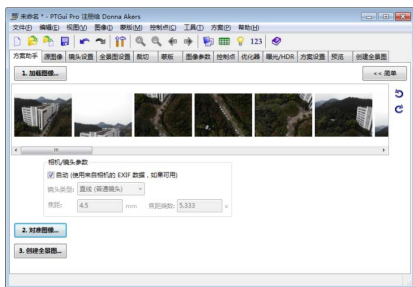 未命名 * - PTGui Pro 注册给 Donna Akers
文件(F) 编辑(E) 视图(V) 图像(I) 蒙版(M) 控制点(C) 工具(T) 方案(P) 帮助(H)
123
方案助手 源图像 镜头设置 全景图设置 裁切 蒙版 图像参数 控制点 优化器 曝光/HDR 方案设置 预览 创建全景图
1. 加载图像... << 简单
相机/镜头参数
自动 (使用来自相机的 EXIF 数据，如果可用)
镜头类型: 直线 (普通镜头)
焦距: 4.5 mm 焦距倍数: 5.333 x
2. 对准图像...
3. 创建全景图...